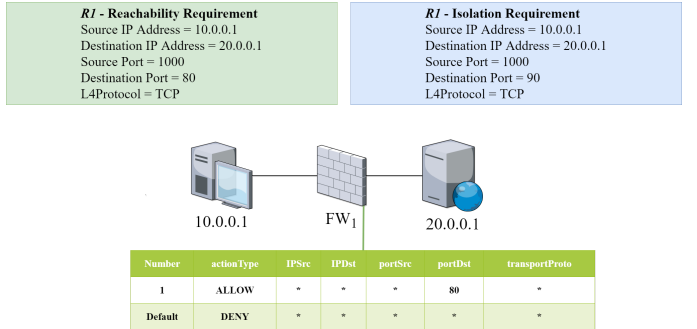 R1 - Reachability Requirement
Source IP Address = 10.0.0.1
Destination IP Address = 20.0.0.1
Source Port = 1000
Destination Port = 80
L4Protocol = TCP
R1 - Isolation Requirement
Source IP Address = 10.0.0.1
Destination IP Address = 20.0.0.1
Source Port = 1000
Destination Port = 90
L4Protocol = TCP
10.0.0.1 FW1 20.0.0.1
Number actionType IPSrc IPDst portSrc portDst transportProto
1 ALLOW * * * 80 *
Default DENY * * * * *